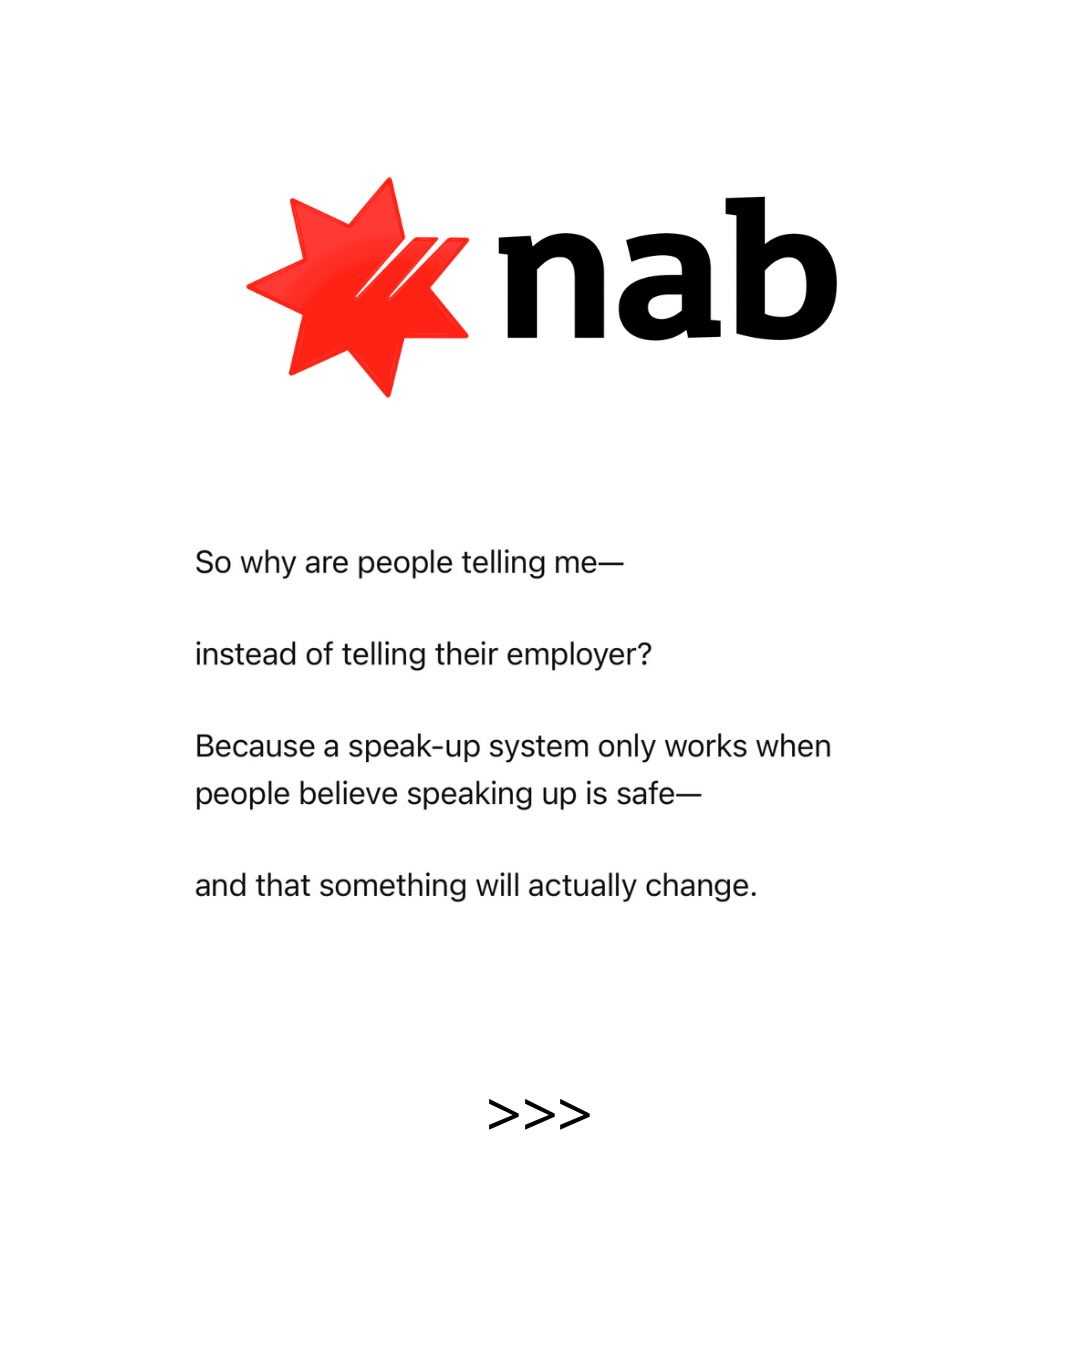 nab
So why are people telling me—
instead of telling their employer?
Because a speak-up system only works when
people believe speaking up is safe—
and that something will actually change.
>>>